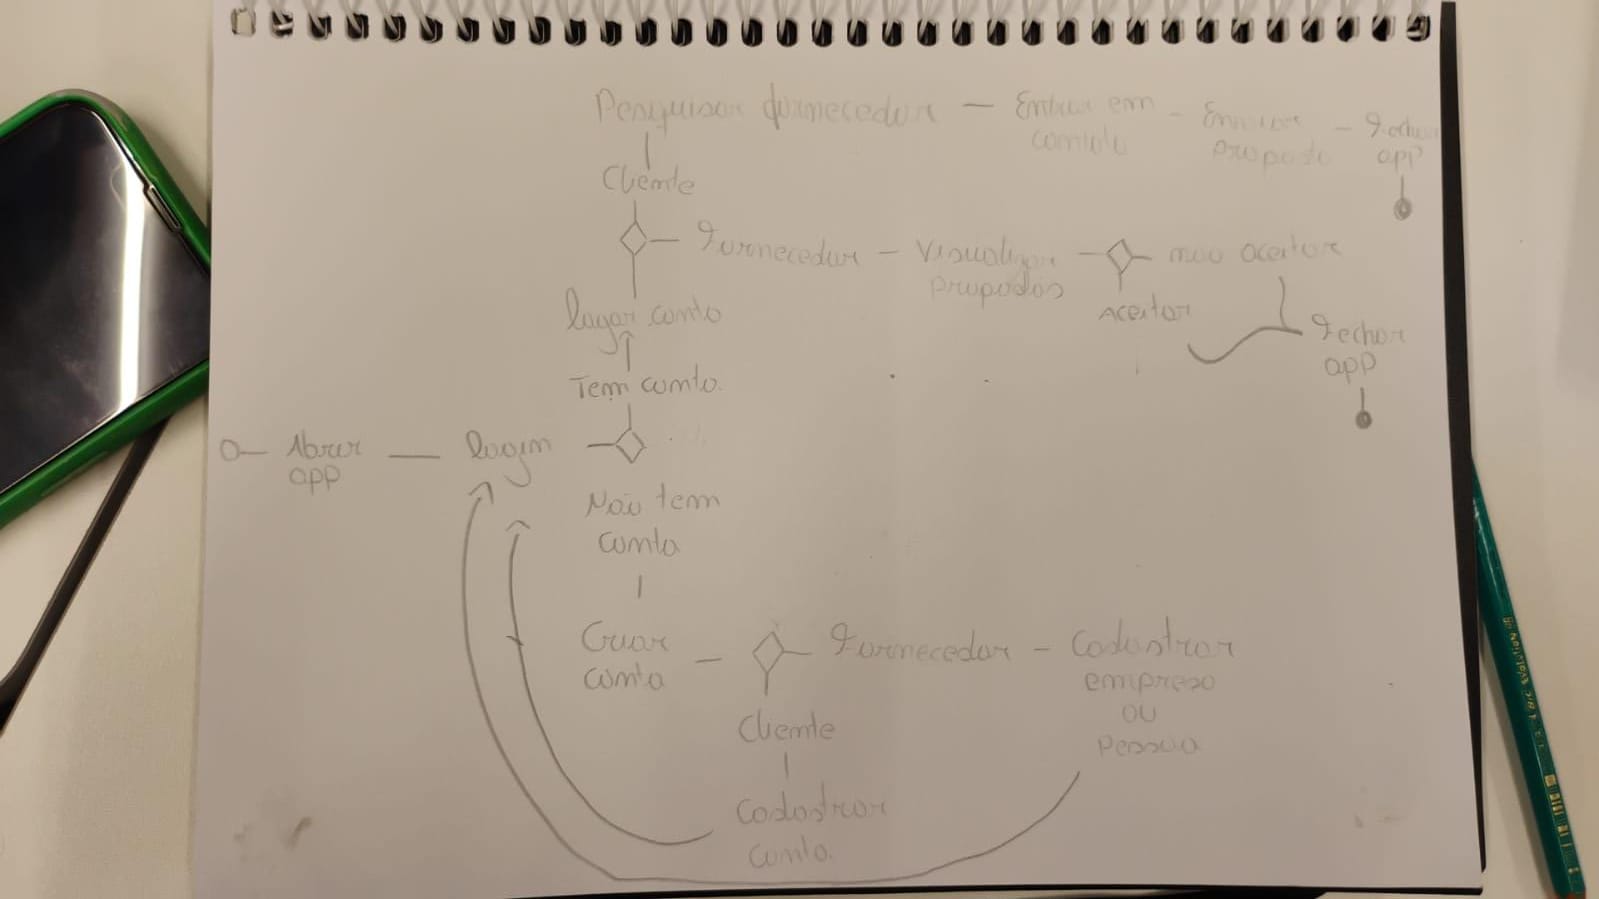 Pesquisar fornecedor — Entrar em — Enviar — Fechar
contato proposta app
Cliente
Fornecedor — Visualizar não aceitar
propostas
Aceitar
logar conta
Fechar
app
Tem conta.
Abrir login
app
Não tem
conta
Criar Fornecedor — Cadastrar
conta empresa
ou
Pessoa
Cliente
Cadastrar
conta.